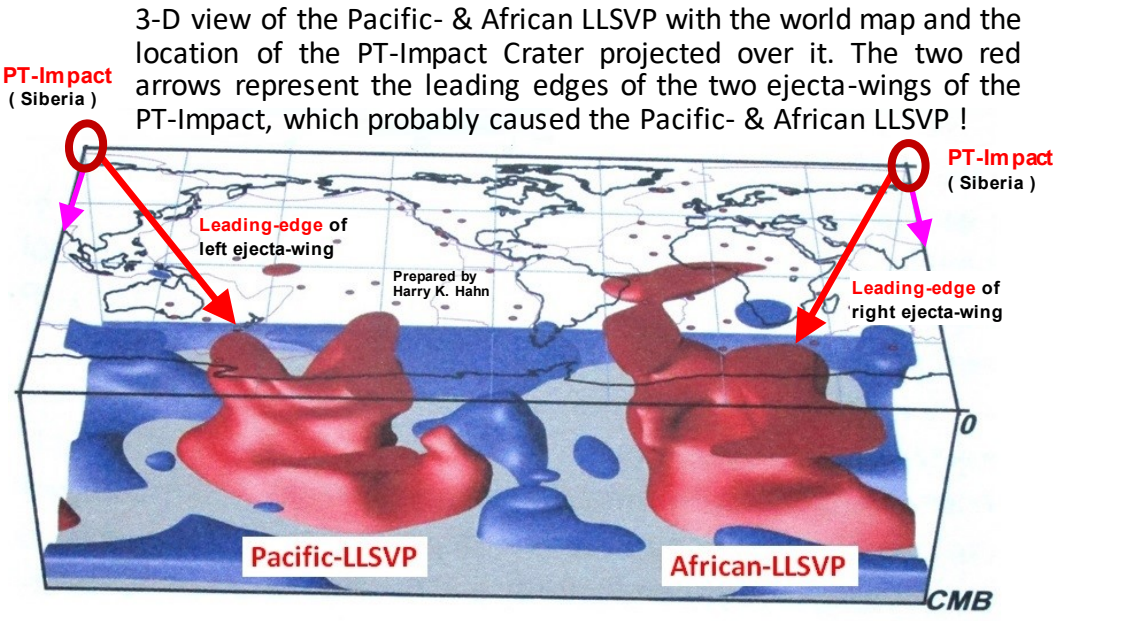 3-D view of the Pacific- & African LLSVP with the world map and the
location of the PT-Impact Crater projected over it. The two red
arrows represent the leading edges of the two ejecta-wings of the
PT-Impact, which probably caused the Pacific- & African LLSVP !
PT-Impact
( Siberia )
PT-Impact
( Siberia )
Leading-edge of
left ejecta-wing
Prepared by
Harry K. Hahn
Leading-edge of
right ejecta-wing
0
Pacific-LLSVP
African-LLSVP
CMB